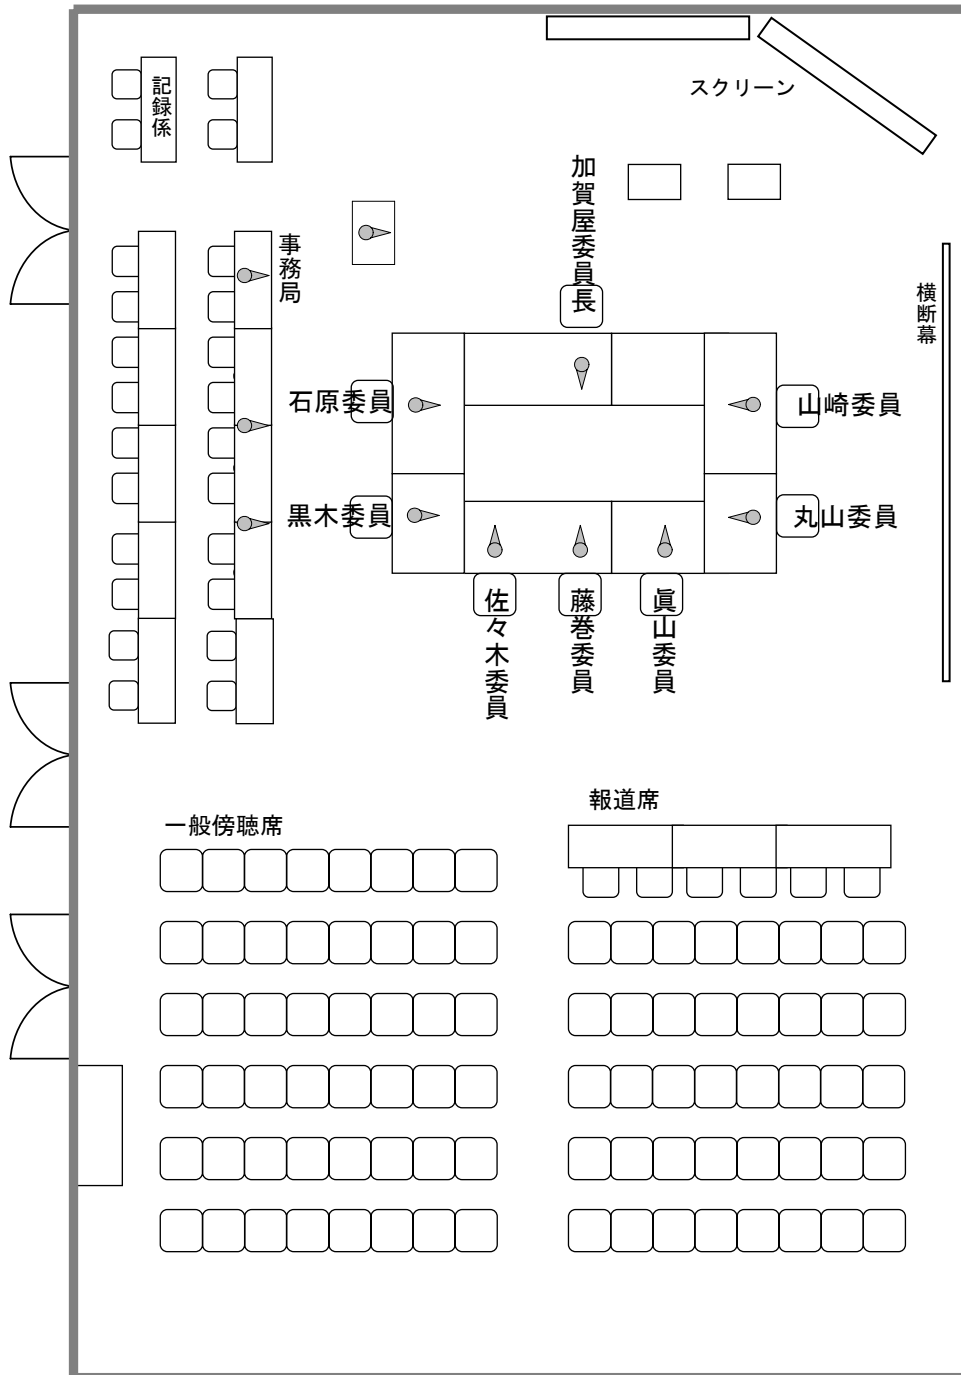 スクリーン
記録係
加賀屋委員長
事務局
横断幕
石原委員
山崎委員
黒木委員
丸山委員
佐々木委員
藤巻委員
眞山委員
報道席
一般傍聴席